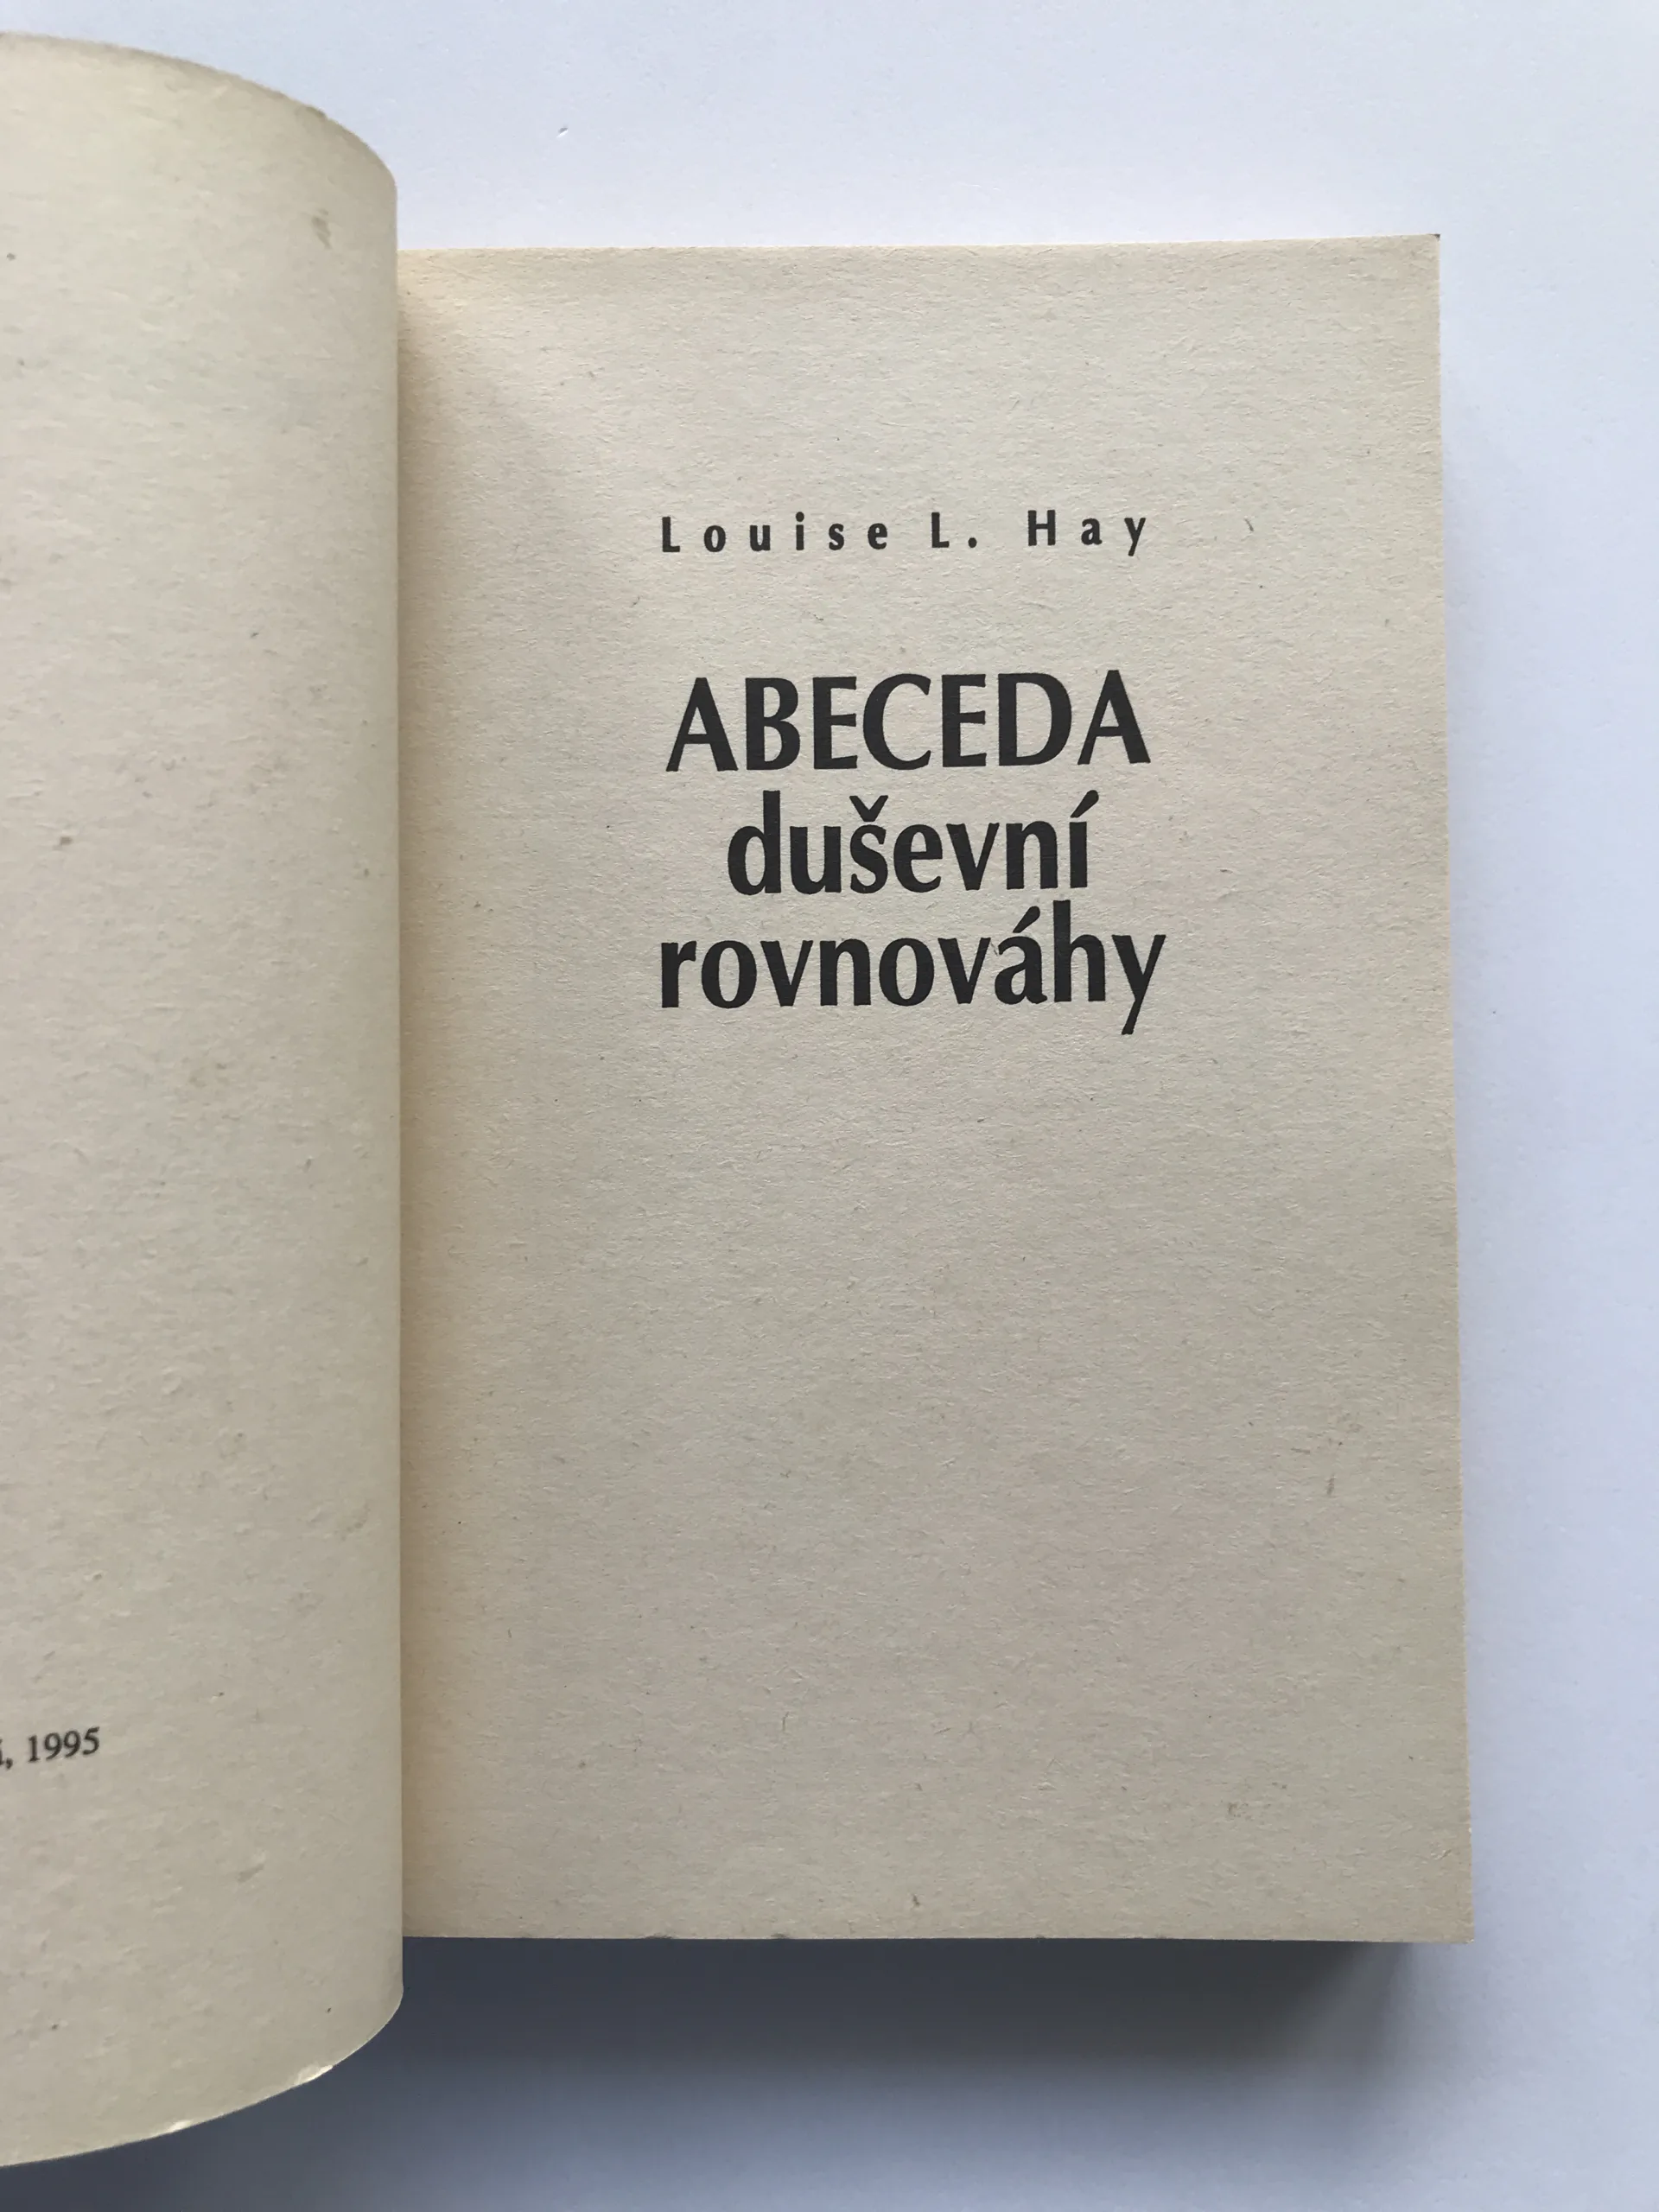 1995
Louise L. Hay
ABECEDA
duševní
rovnováhy